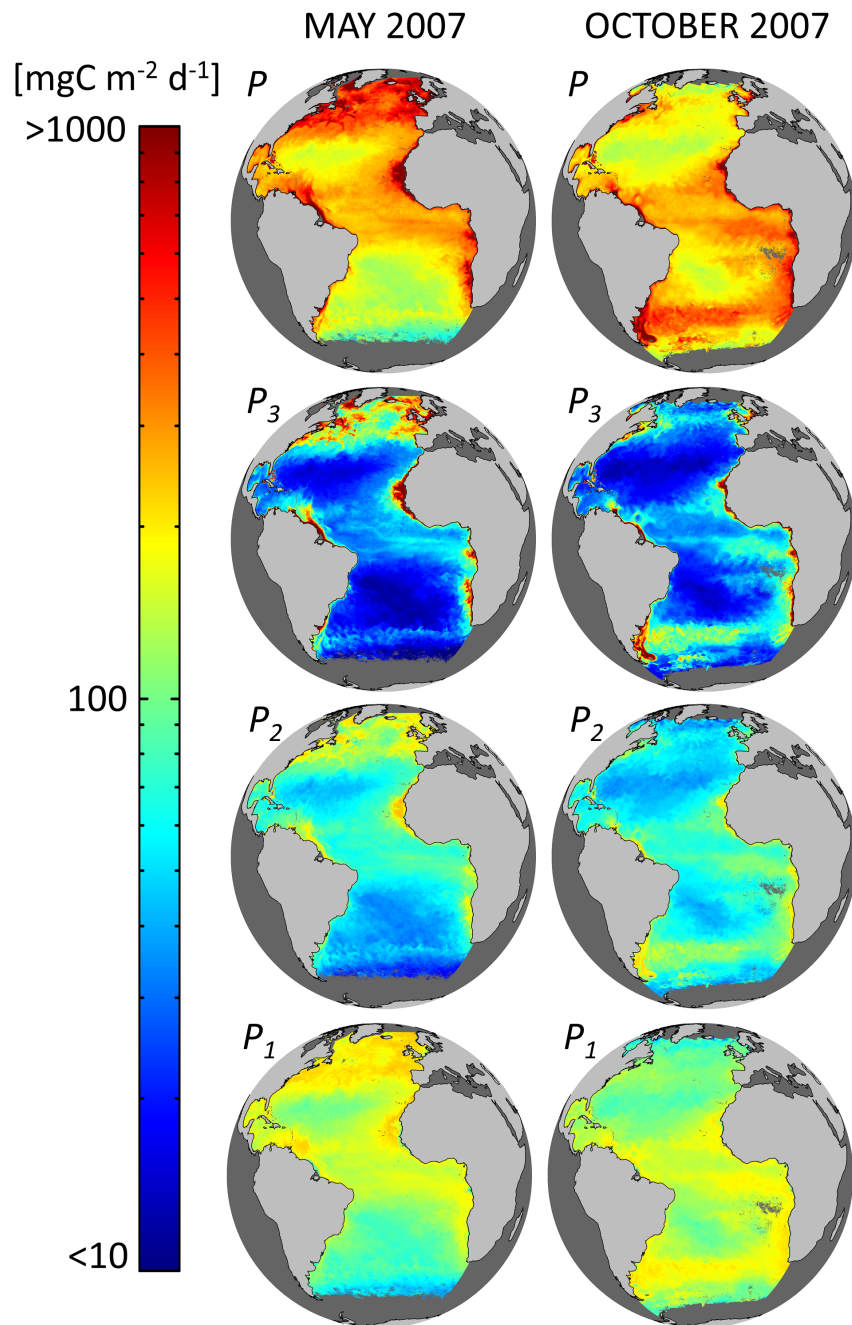 MAY 2007 OCTOBER 2007
[mgC m⁻² d⁻¹]
>1000
100
<10
P P
P₃ P₃
P₂ P₂
P₁ P₁